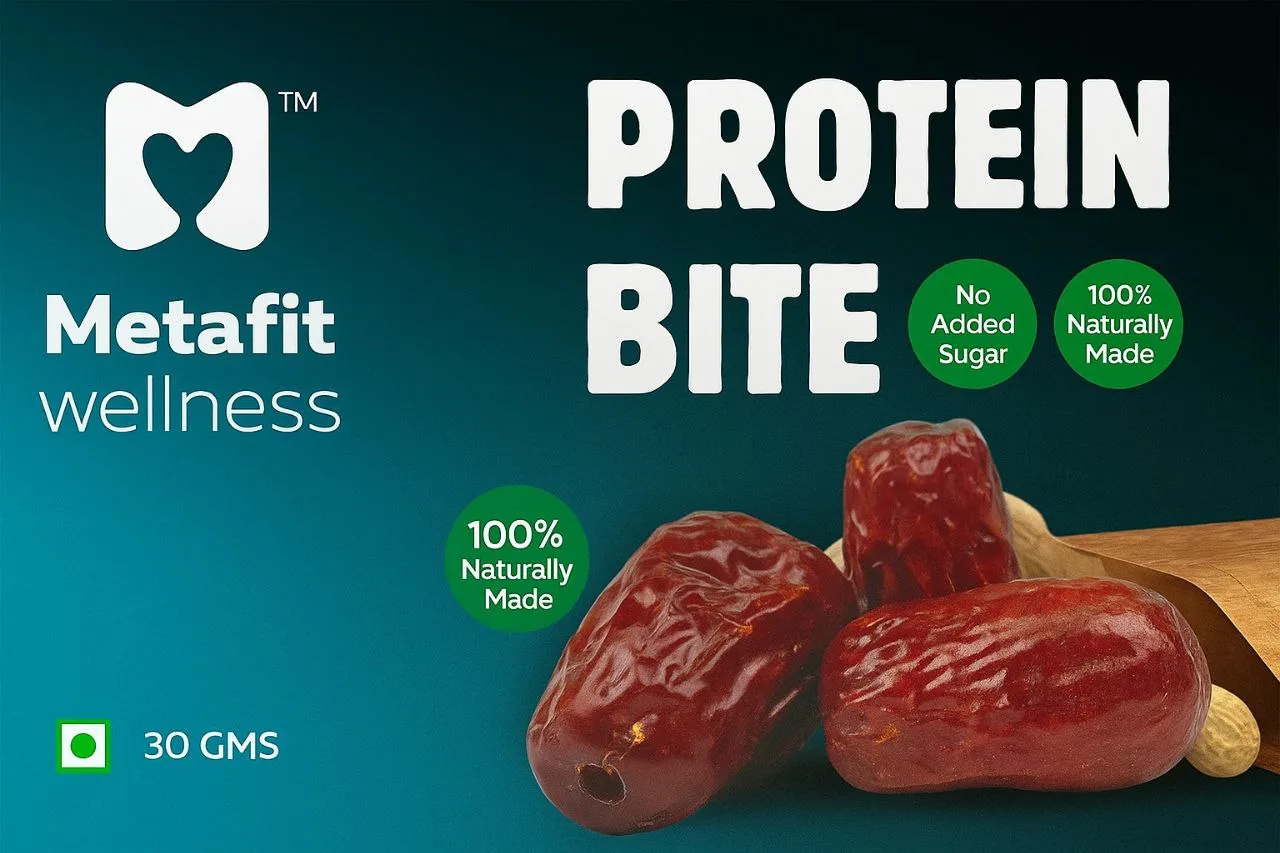 TM
Metafit
wellness
PROTEIN
BITE
No
Added
Sugar
100%
Naturally
Made
100%
Naturally
Made
30 GMS